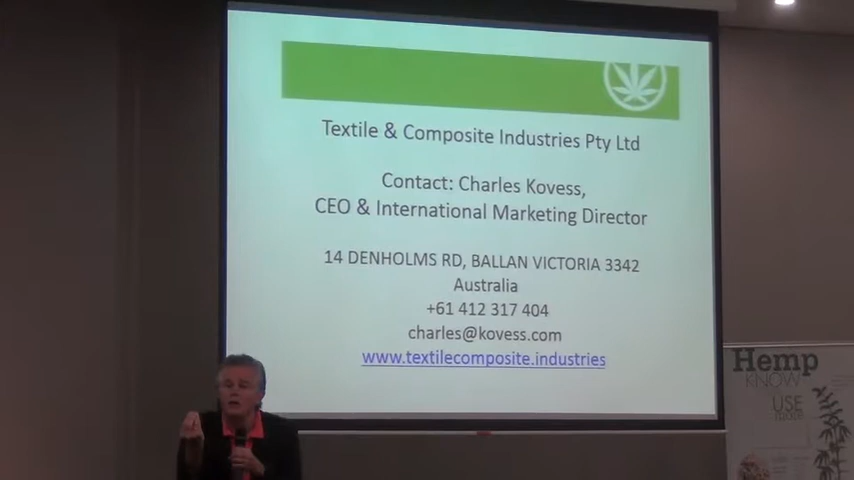 Textile & Composite Industries Pty Ltd
Contact: Charles Kovess,
CEO & International Marketing Director
14 DENHOLMS RD, BALLAN VICTORIA 3342
Australia
+61 412 317 404
charles@kovess.com
www.textilecomposite.industries
Hemp
KNOW
USE